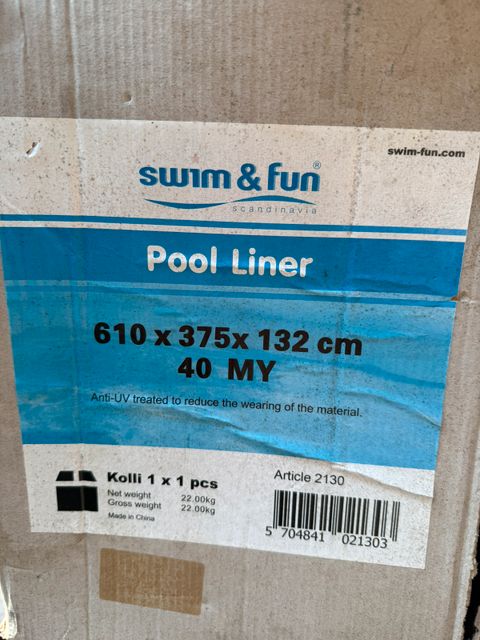 swim-fun.com
swim & fun®
scandinavia
Pool Liner
610 x 375x 132 cm
40 MY
Anti-UV treated to reduce the wearing of the material.
Kolli 1 x 1 pcs
Article 2130
Net weight 22.00kg
Gross weight 22.00kg
Made in China
5 704841 021303